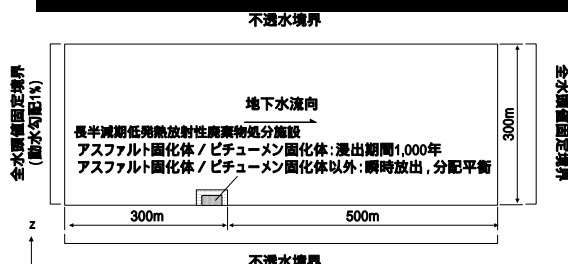 不透水境界
全水頭値固定境界
(動水勾配1%)
地下水流向
長半減期低発熱放射性廃棄物処分施設
アスファルト固化体/ビチューメン固化体:浸出期間1,000年
アスファルト固化体/ビチューメン固化体以外:瞬時放出,分配平衡
300m
全水頭値固定境界
300m
500m
z
不透水境界